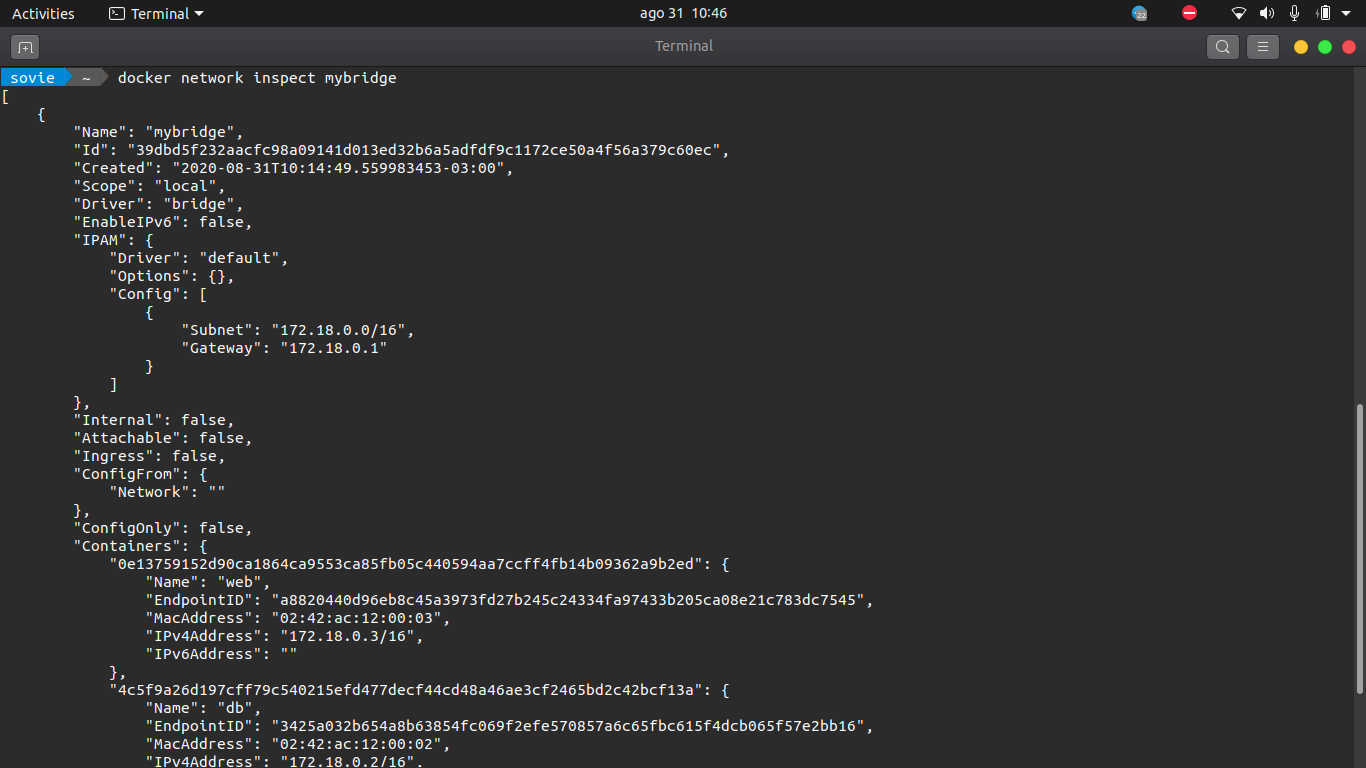 Activities Terminal ago 31 10:46 22
Terminal
sovie ~ docker network inspect mybridge
[
    {
        "Name": "mybridge",
        "Id": "39dbd5f232aacfc98a09141d013ed32b6a5adfdf9c1172ce50a4f56a379c60ec",
        "Created": "2020-08-31T10:14:49.559983453-03:00",
        "Scope": "local",
        "Driver": "bridge",
        "EnableIPv6": false,
        "IPAM": {
            "Driver": "default",
            "Options": {},
            "Config": [
                {
                    "Subnet": "172.18.0.0/16",
                    "Gateway": "172.18.0.1"
                }
            ]
        },
        "Internal": false,
        "Attachable": false,
        "Ingress": false,
        "ConfigFrom": {
            "Network": ""
        },
        "ConfigOnly": false,
        "Containers": {
            "0e13759152d90ca1864ca9553ca85fb05c440594aa7ccff4fb14b09362a9b2ed": {
                "Name": "web",
                "EndpointID": "a8820440d96eb8c45a3973fd27b245c24334fa97433b205ca08e21c783dc7545",
                "MacAddress": "02:42:ac:12:00:03",
                "IPv4Address": "172.18.0.3/16",
                "IPv6Address": ""
            },
            "4c5f9a26d197cff79c540215efd477decf44cd48a46ae3cf2465bd2c42bcf13a": {
                "Name": "db",
                "EndpointID": "3425a032b654a8b63854fc069f2efe570857a6c65fbc615f4dcb065f57e2bb16",
                "MacAddress": "02:42:ac:12:00:02",
                "IPv4Address": "172.18.0.2/16",